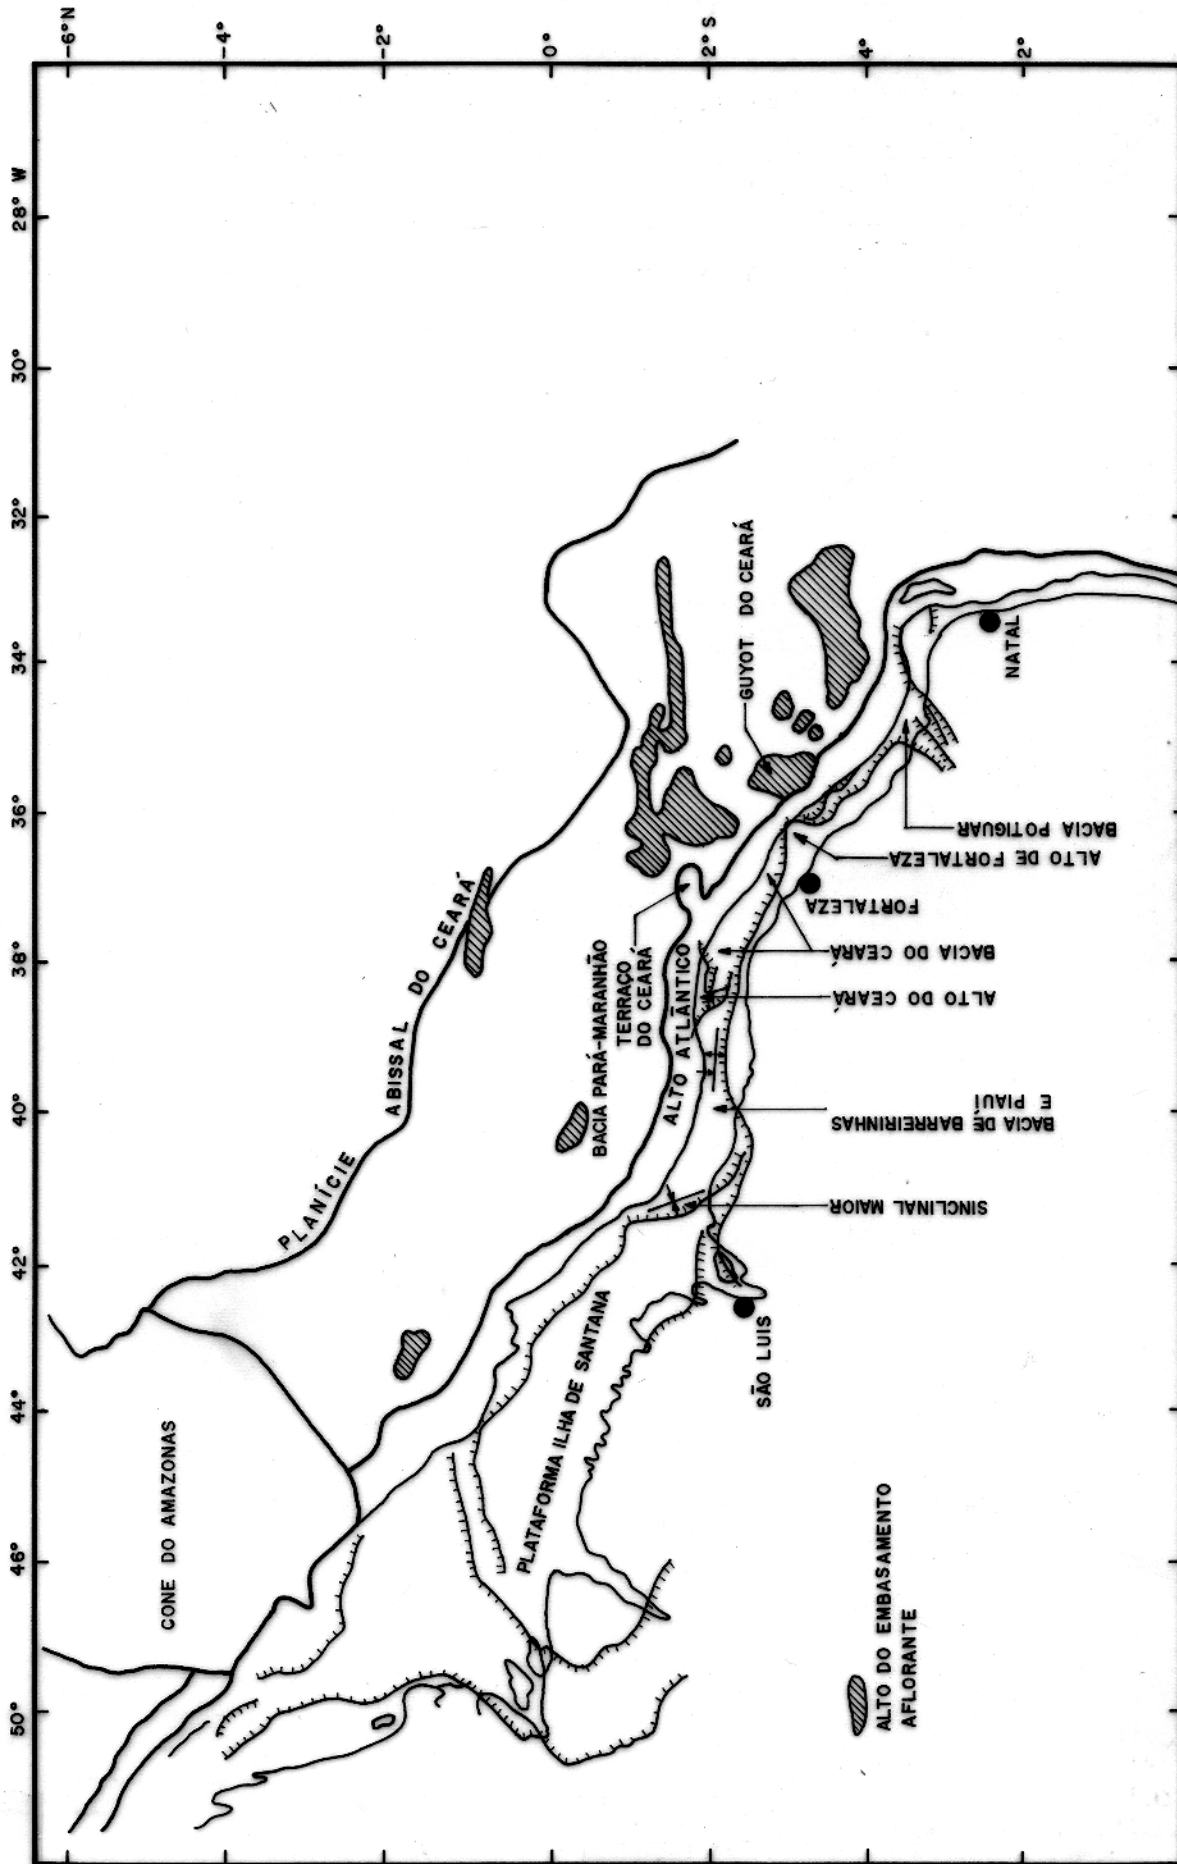 50°
46°
44°
42°
40°
38°
36°
34°
32°
30°
28° W
6°N
4°
2°
0°
2° S
4°
2°
CONE DO AMAZONAS
PLANÍCIE ABISSAL DO CEARÁ
BACIA PARÁ-MARANHÃO
TERRAÇO
DO CEARÁ
ALTO ATLÂNTICO
GUYOT DO CEARÁ
PLATAFORMA ILHA DE SANTANA
SÃO LUIS
SINCLINAL MAIOR
BACIA DE BARREIRINHAS
E PIAUÍ
ALTO DO CEARÁ
BACIA DO CEARÁ
FORTALEZA
ALTO DE FORTALEZA
BACIA POTIGUAR
NATAL
ALTO DO EMBASAMENTO
AFLORANTE